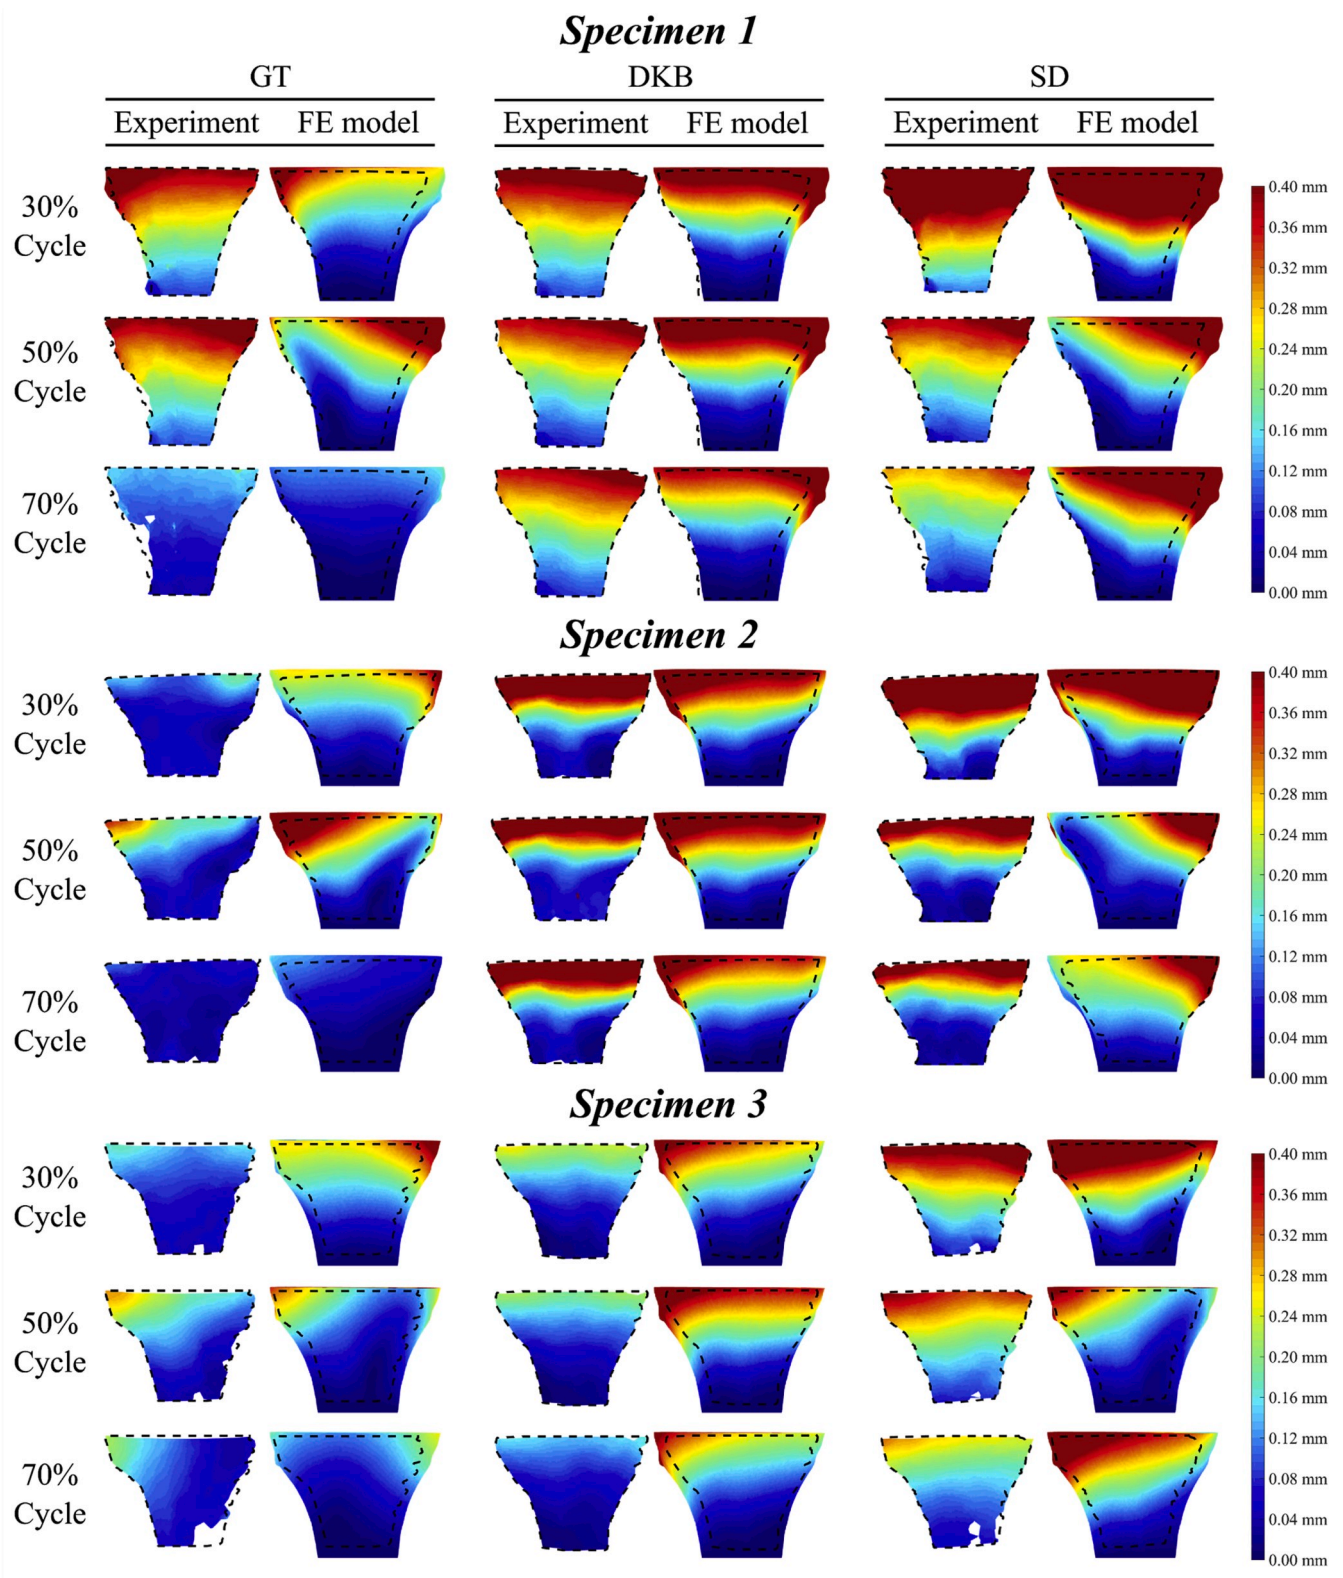 Specimen 1
GT DKB SD
Experiment FE model Experiment FE model Experiment FE model
30%
Cycle
50%
Cycle
70%
Cycle
0.40 mm
0.36 mm
0.32 mm
0.28 mm
0.24 mm
0.20 mm
0.16 mm
0.12 mm
0.08 mm
0.04 mm
0.00 mm
Specimen 2
30%
Cycle
50%
Cycle
70%
Cycle
0.40 mm
0.36 mm
0.32 mm
0.28 mm
0.24 mm
0.20 mm
0.16 mm
0.12 mm
0.08 mm
0.04 mm
0.00 mm
Specimen 3
30%
Cycle
50%
Cycle
70%
Cycle
0.40 mm
0.36 mm
0.32 mm
0.28 mm
0.24 mm
0.20 mm
0.16 mm
0.12 mm
0.08 mm
0.04 mm
0.00 mm